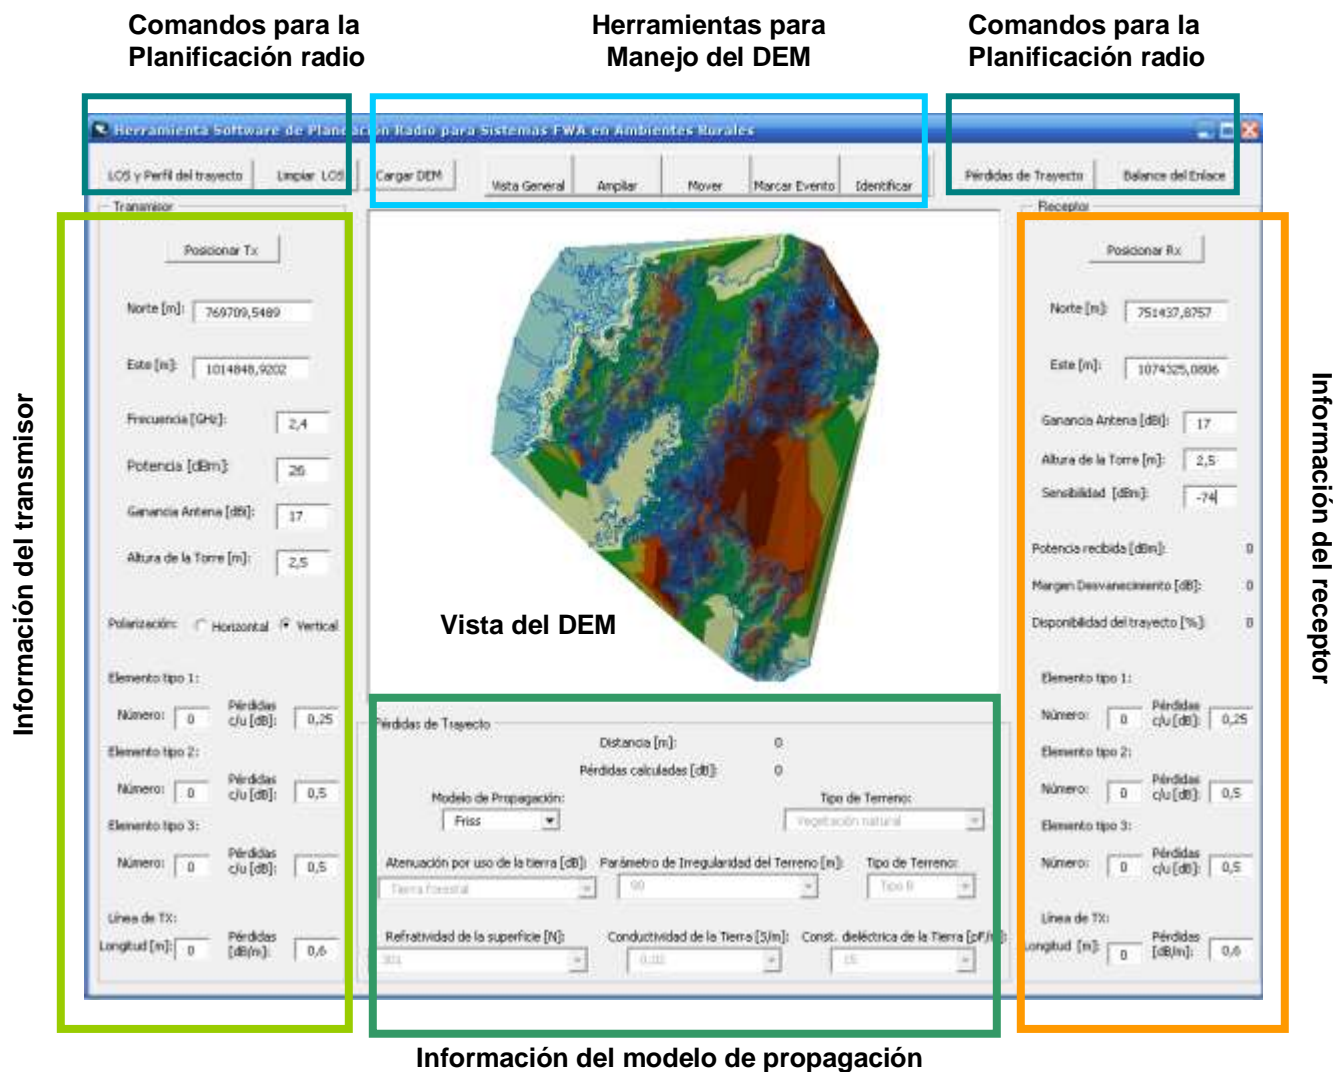 Comandos para la
Planificación radio
Herramientas para
Manejo del DEM
Comandos para la
Planificación radio
Herramienta Software de Planeación Radio para Sistemas FWA en Ambientes Rurales
LOS y Perfil del trayecto
Limpiar LOS
Cargar DEM
Vista General
Ampliar
Mover
Marcar Evento
Identificar
Pérdidas de Trayecto
Balance del Enlace
Información del transmisor
Transmisor
Posicionar Tx
Norte [m]: 769709,5489
Este [m]: 1014848,9202
Frecuencia [GHz]: 2,4
Potencia [dBm]: 26
Ganancia Antena [dBi]: 17
Altura de la Torre [m]: 2,5
Polarización: Horizontal Vertical
Elemento tipo 1:
Número: 0 Pérdidas c/u [dB]: 0,25
Elemento tipo 2:
Número: 0 Pérdidas c/u [dB]: 0,5
Elemento tipo 3:
Número: 0 Pérdidas c/u [dB]: 0,5
Línea de TX:
Longitud [m]: 0 Pérdidas [dB/m]: 0,6
Vista del DEM
Pérdidas de Trayecto
Distancia [m]: 0
Pérdidas calculadas [dB]: 0
Modelo de Propagación: Tipo de Terreno:
Friss Vegetación natural
Atenuación por uso de la tierra [dB]: Parámetro de Irregularidad del Terreno [m]: Tipo de Terreno:
Tierra forestal 90 Tipo B
Refratividad de la superficie [N]: Conductividad de la Tierra [S/m]: Const. dieléctrica de la Tierra [pF/m]:
301 0,02 15
Información del modelo de propagación
Receptor
Posicionar Rx
Norte [m]: 751437,8757
Este [m]: 1074325,0806
Ganancia Antena [dBi]: 17
Altura de la Torre [m]: 2,5
Sensibilidad [dBm]: -74
Potencia recibida [dBm]: 0
Margen Desvanecimiento [dB]: 0
Disponibilidad del trayecto [%]: 0
Elemento tipo 1:
Número: 0 Pérdidas c/u [dB]: 0,25
Elemento tipo 2:
Número: 0 Pérdidas c/u [dB]: 0,5
Elemento tipo 3:
Número: 0 Pérdidas c/u [dB]: 0,5
Línea de TX:
Longitud [m]: 0 Pérdidas [dB/m]: 0,6
Información del receptor